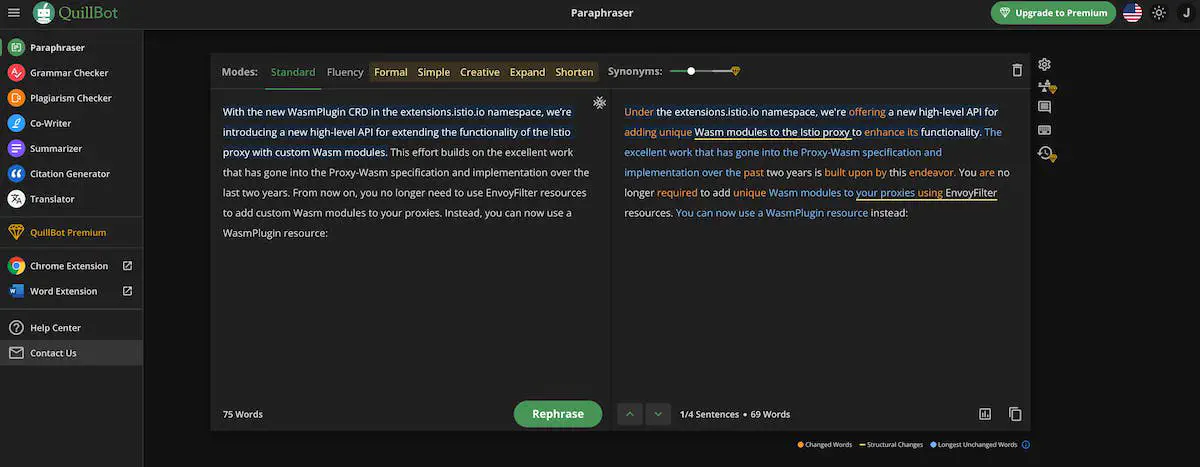 QuillBot
Paraphraser
Upgrade to Premium
J
Paraphraser
Grammar Checker
Plagiarism Checker
Co-Writer
Summarizer
Citation Generator
Translator
QuillBot Premium
Chrome Extension
Word Extension
Help Center
Contact Us
Modes: Standard Fluency Formal Simple Creative Expand Shorten Synonyms:
With the new WasmPlugin CRD in the extensions.istio.io namespace, we're
introducing a new high-level API for extending the functionality of the Istio
proxy with custom Wasm modules. This effort builds on the excellent work
that has gone into the Proxy-Wasm specification and implementation over the
last two years. From now on, you no longer need to use EnvoyFilter resources
to add custom Wasm modules to your proxies. Instead, you can now use a
WasmPlugin resource:
75 Words
Rephrase
Under the extensions.istio.io namespace, we're offering a new high-level API for
adding unique Wasm modules to the Istio proxy to enhance its functionality. The
excellent work that has gone into the Proxy-Wasm specification and
implementation over the past two years is built upon by this endeavor. You are no
longer required to add unique Wasm modules to your proxies using EnvoyFilter
resources. You can now use a WasmPlugin resource instead:
1/4 Sentences • 69 Words
Changed Words
Structural Changes
Longest Unchanged Words